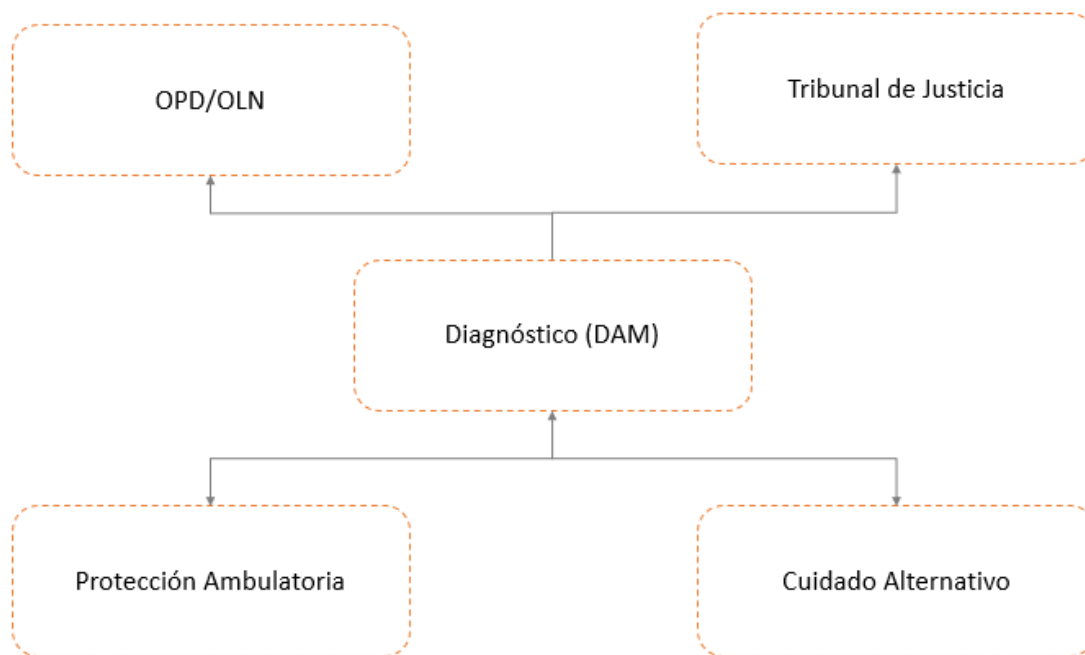 OPD/OLN
Tribunal de Justicia
Diagnóstico (DAM)
Protección Ambulatoria
Cuidado Alternativo